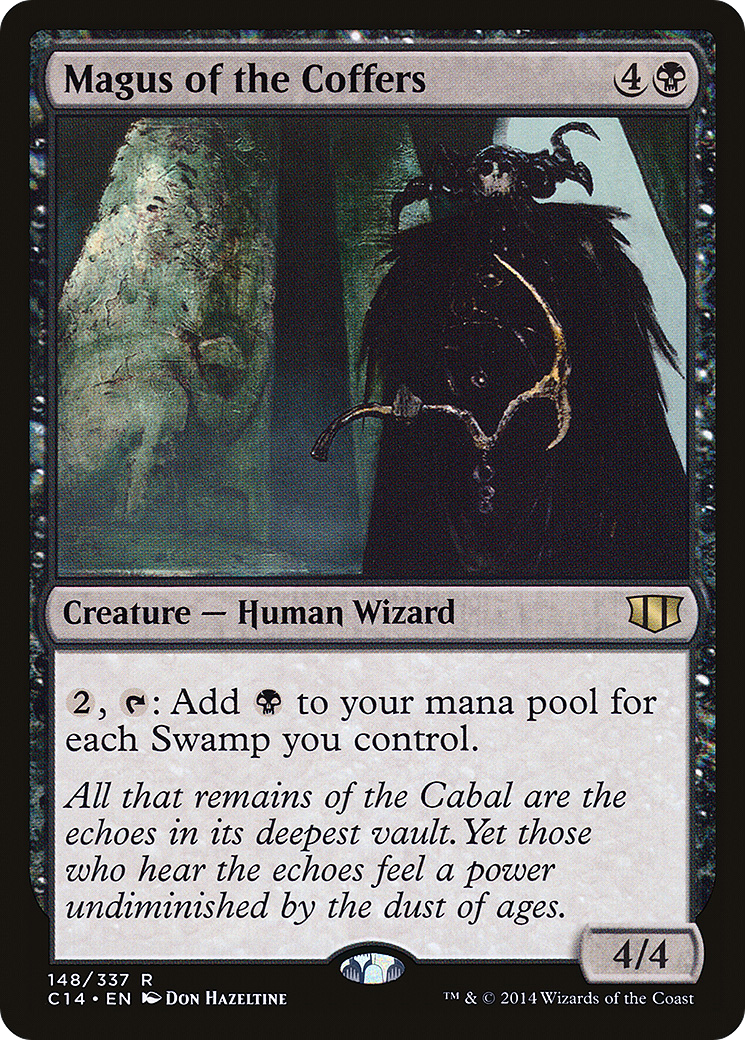 Magus of the Coffers 4
Creature — Human Wizard
2, : Add to your mana pool for
each Swamp you control.
All that remains of the Cabal are the
echoes in its deepest vault. Yet those
who hear the echoes feel a power
undiminished by the dust of ages.
4/4
148/337 R
C14 • EN Don Hazeltine
™ & © 2014 Wizards of the Coast